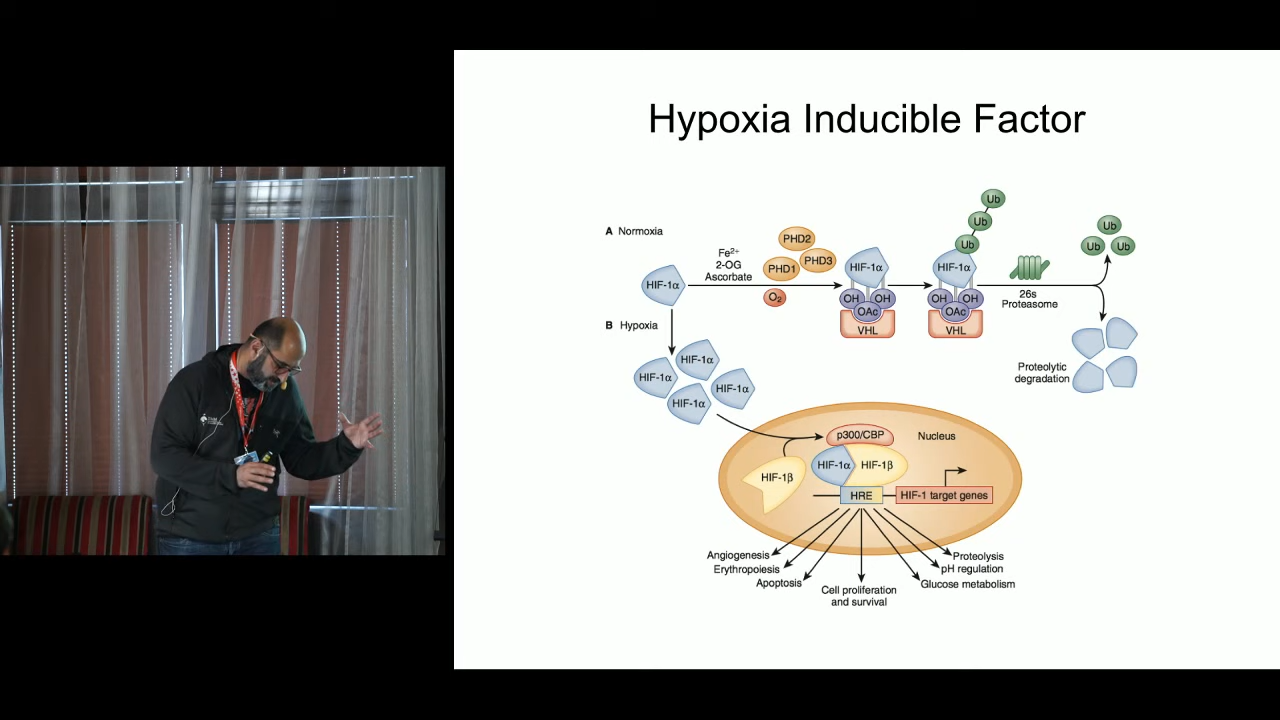 Hypoxia Inducible Factor
A Normoxia
Fe²⁺
2-OG
Ascorbate
PHD2
PHD1
PHD3
O₂
HIF-1α
HIF-1α
OH
OH
OAc
VHL
Ub
Ub
Ub
HIF-1α
OH
OH
OAc
VHL
26s
Proteasome
Ub
Ub
Ub
Proteolytic
degradation
B Hypoxia
HIF-1α
HIF-1α
HIF-1α
HIF-1α
p300/CBP
Nucleus
HIF-1β
HIF-1α
HIF-1β
HRE
HIF-1 target genes
Angiogenesis
Erythropoiesis
Apoptosis
Cell proliferation
and survival
Proteolysis
pH regulation
Glucose metabolism